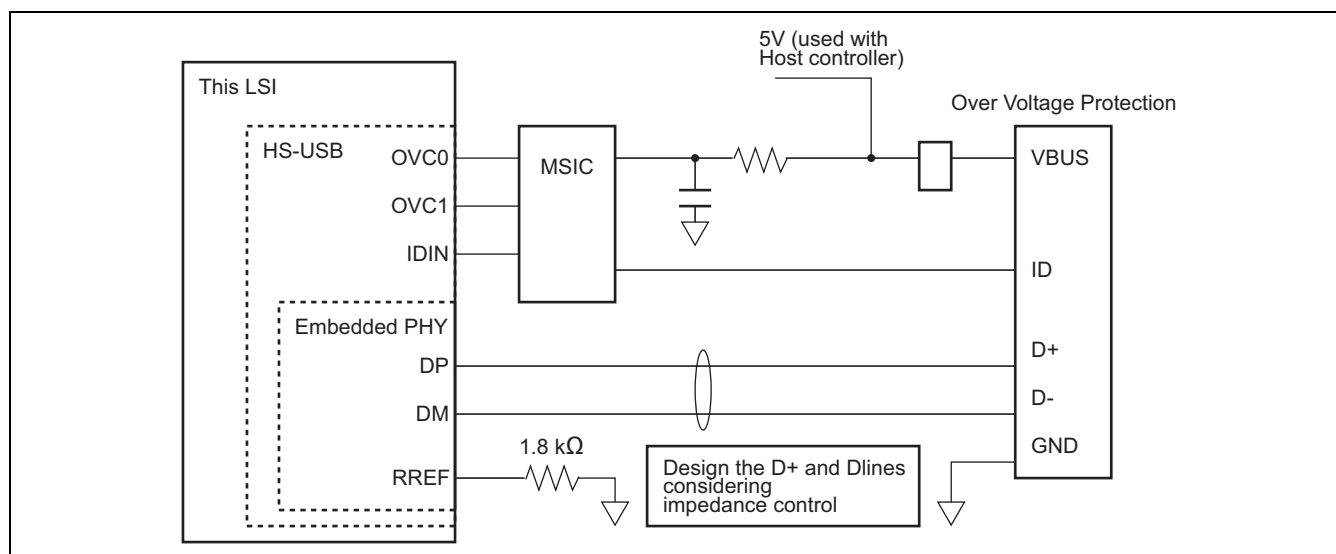 5V (used with
Host controller)
This LSI
Over Voltage Protection
HS-USB
OVC0
MSIC
VBUS
OVC1
IDIN
ID
Embedded PHY
DP
D+
DM
D-
1.8 kΩ
GND
RREF
Design the D+ and Dlines
considering
impedance control